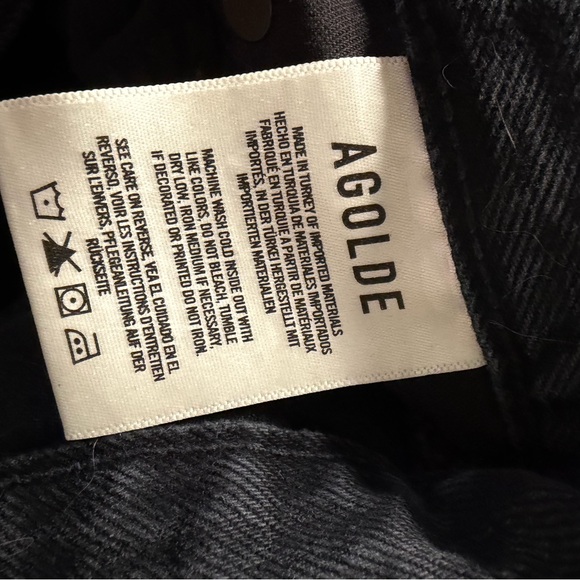 AGOLDE
MADE IN TURKEY OF IMPORTED MATERIALS
HECHO EN TURQUIA DE MATERIALES IMPORTADOS
FABRIQUÉ EN TURQUIE A PARTIR DE MATERIAUX
IMPORTÉS, IN DER TÜRKEI HERGESTELLT MIT
IMPORTIERTEN MATERIALIEN
MACHINE WASH COLD INSIDE OUT WITH
LIKE COLORS, DO NOT BLEACH, TUMBLE
DRY LOW. IRON MEDIUM IF NECESSARY.
IF DECORATED OR PRINTED DO NOT IRON.
SEE CARE ON REVERSE, VEA EL CUIDADO EN EL
REVERSO, VOIR LES INSTRUCTIONS D'ENTRETIEN
SUR L'ENVERS, PFLEGEANLEITUNG AUF DER
RÜCKSEITE